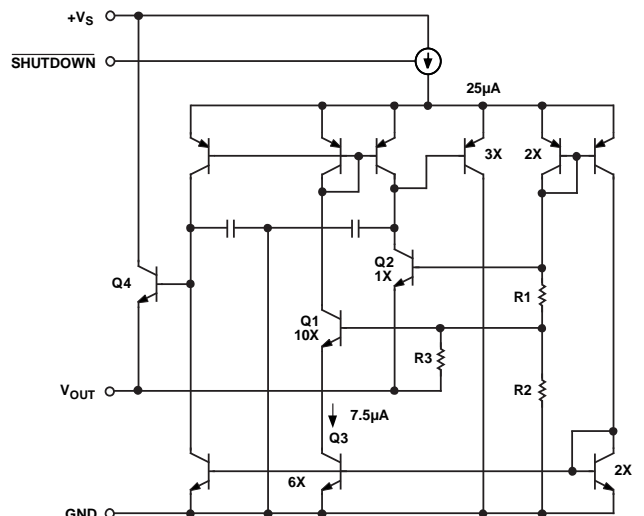 +VS
SHUTDOWN
25µA
3X
2X
Q2
1X
Q4
R1
Q1
10X
R3
VOUT
R2
7.5µA
Q3
2X
6X
GND